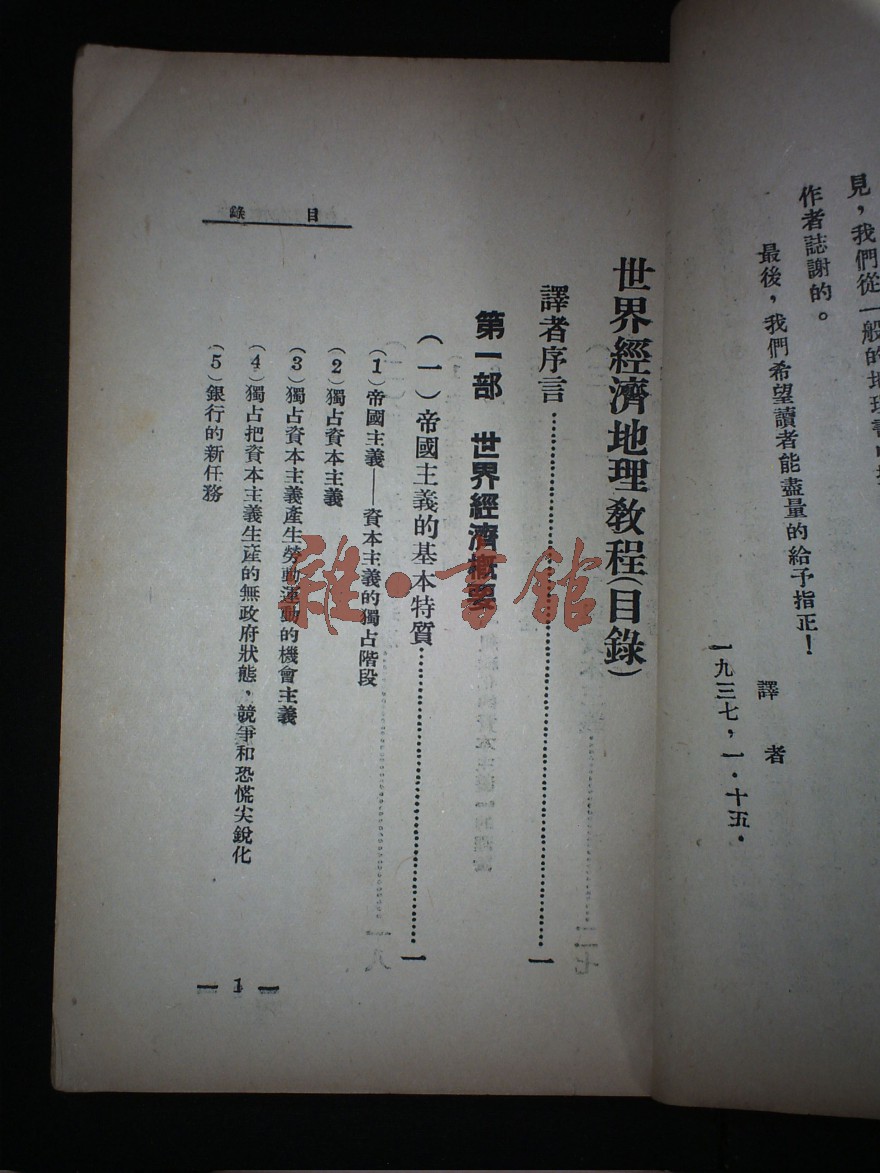 見，我們從一般的地理書
作者誌謝的。
最後，我們希望讀者能盡量的給予指正！
譯者
一九三七，一・十五・
世界經濟地理教程（目錄）
譯者序言……一
第一部 世界經濟概要
（一）帝國主義的基本特質……一
（1）帝國主義——資本主義的獨占階段
（2）獨占資本主義
（3）獨占資本主義產生勞動運動的機會主義
（4）獨占把資本主義生產的無政府狀態，競爭和恐慌尖銳化
（5）銀行的新任務
目錄
— 1 —
雜・書館